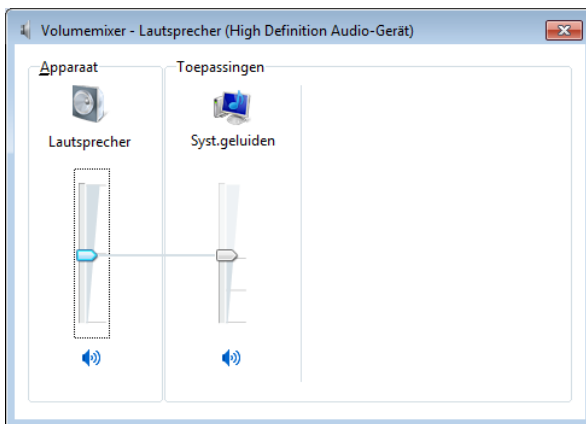 Volumemixer - Lautsprecher (High Definition Audio-Gerät)
Apparaat
Toepassingen
Lautsprecher
Syst.geluiden